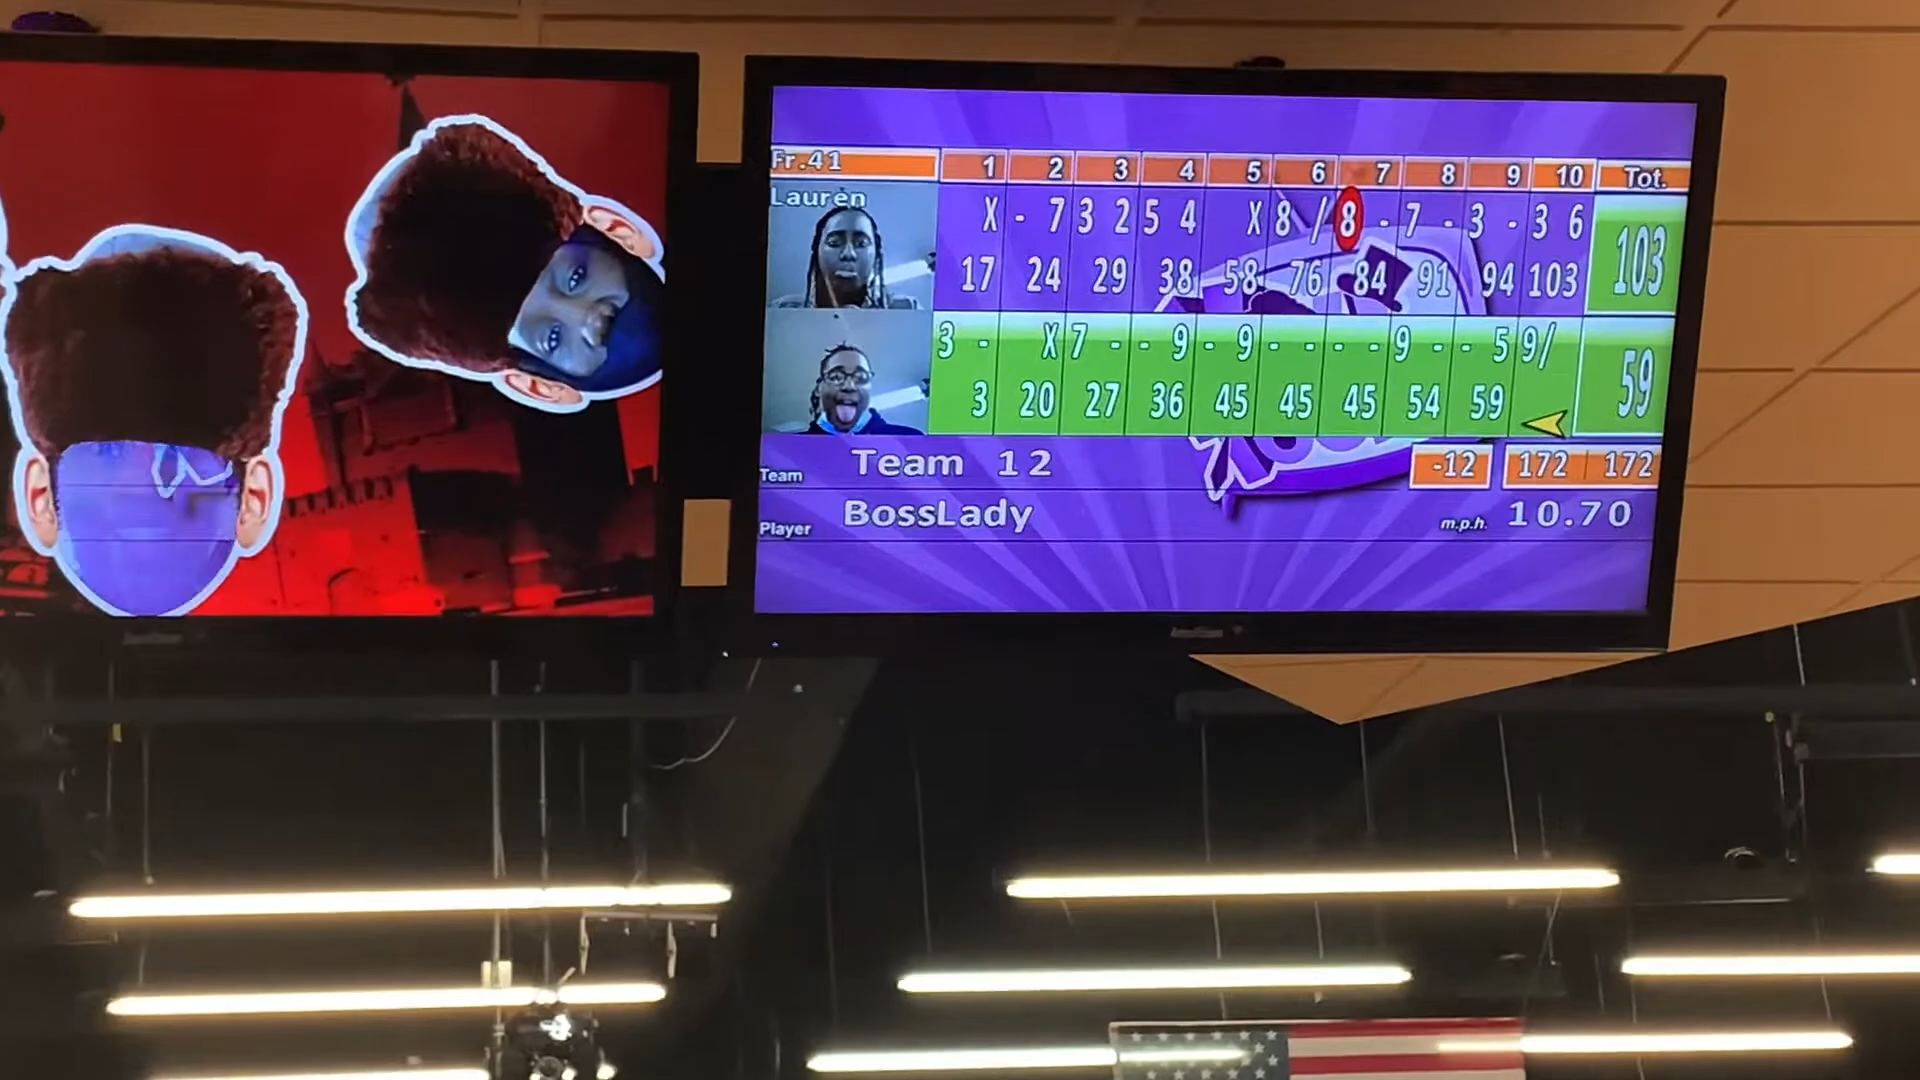 Fr.41 1 2 3 4 5 6 7 8 9 10 Tot.
Lauren
X - 7 3 2 5 4 X 8 / 8 - 7 - 3 - 3 6
17 24 29 38 58 76 84 91 94 103 103
3 - X 7 - - 9 - 9 - - - - 9 - - 5 9/
3 20 27 36 45 45 45 54 59 59
Team Team 12 -12 172 172
Player BossLady m.p.h. 10.70